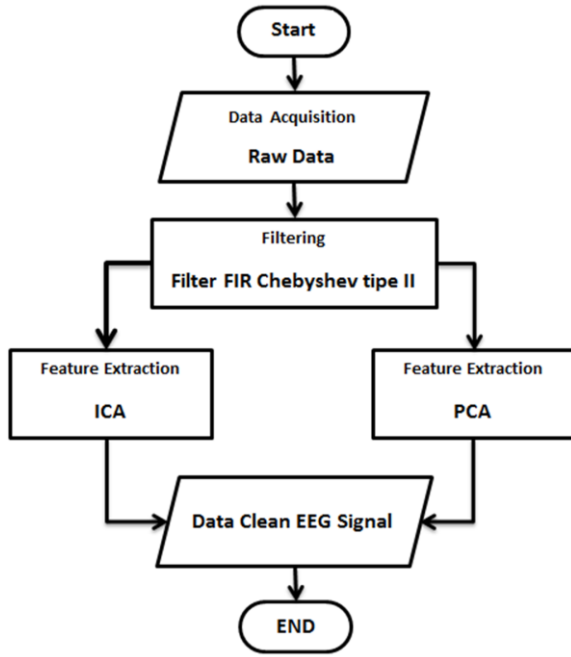 Start
Data Acquisition
Raw Data
Filtering
Filter FIR Chebyshev tipe II
Feature Extraction
ICA
Feature Extraction
PCA
Data Clean EEG Signal
END